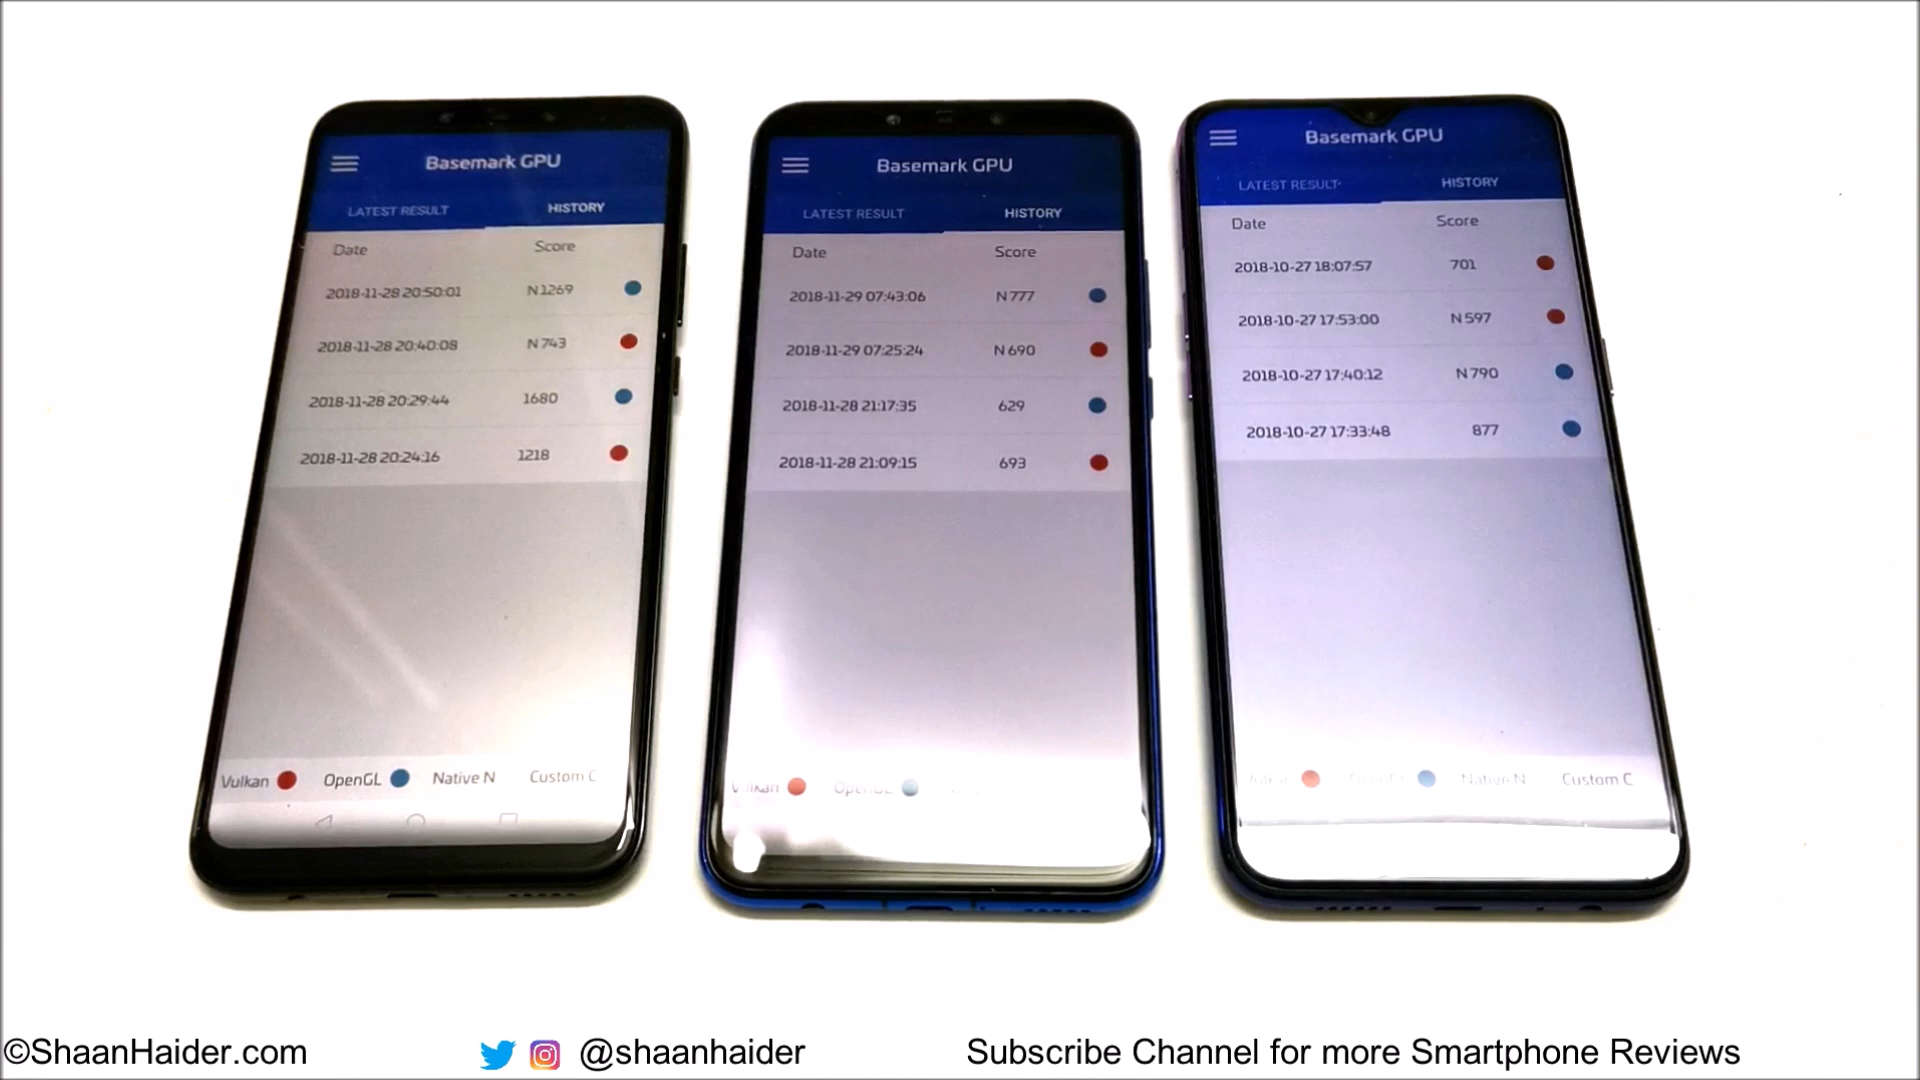 Basemark GPU
LATEST RESULT HISTORY
Date Score
2018-11-28 20:50:01 N 1269
2018-11-28 20:40:08 N 743
2018-11-28 20:29:44 1680
2018-11-28 20:24:16 1218
Vulkan OpenGL Native N Custom C
Basemark GPU
LATEST RESULT HISTORY
Date Score
2018-11-29 07:43:06 N 777
2018-11-29 07:25:24 N 690
2018-11-28 21:17:35 629
2018-11-28 21:09:15 693
Vulkan OpenGL
Basemark GPU
LATEST RESULT HISTORY
Date Score
2018-10-27 18:07:57 701
2018-10-27 17:53:00 N 597
2018-10-27 17:40:12 N 790
2018-10-27 17:33:48 877
Native N Custom C
©ShaanHaider.com @shaanhaider Subscribe Channel for more Smartphone Reviews